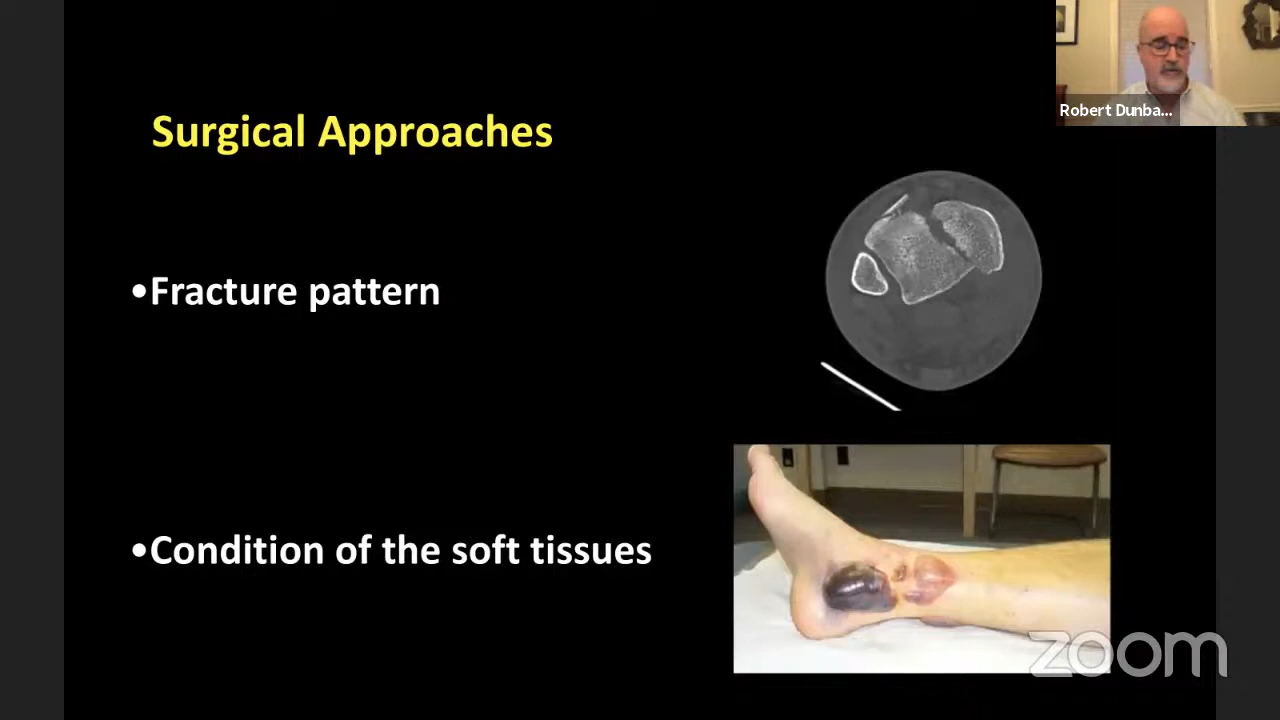 Robert Dunba...
Surgical Approaches
•Fracture pattern
•Condition of the soft tissues
zoom